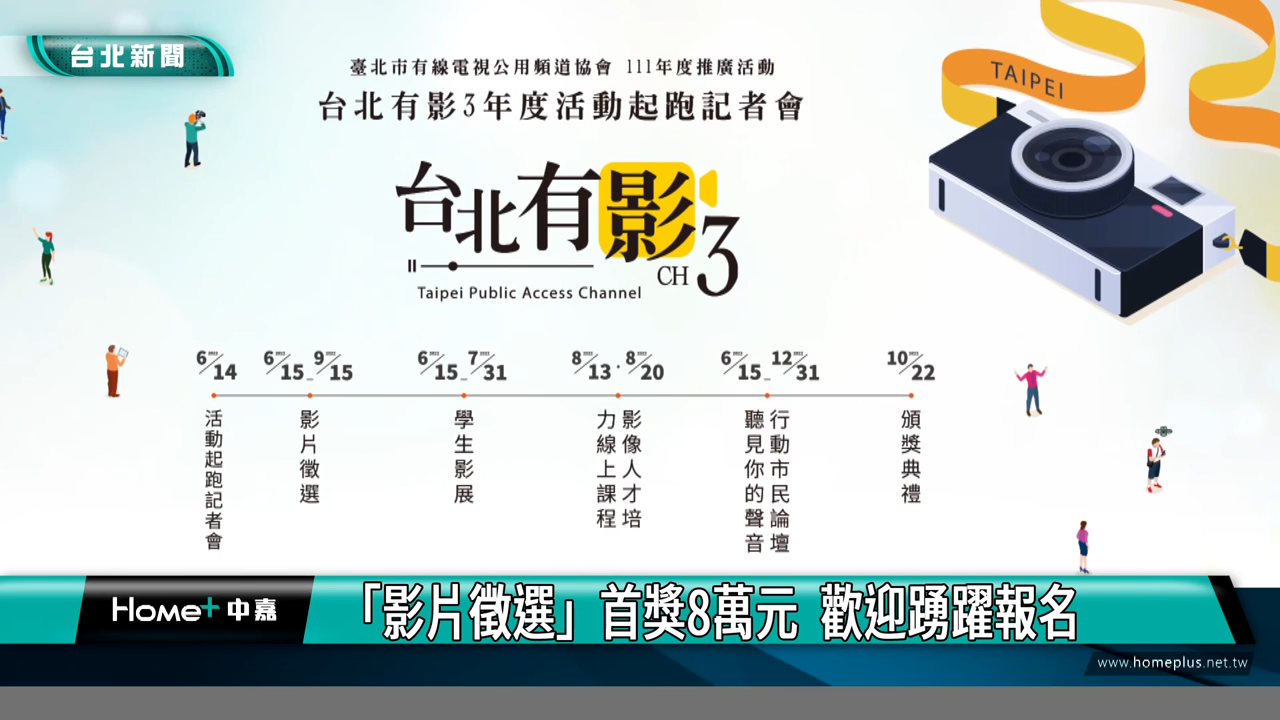 台北新聞
TAIPEI
臺北市有線電視公用頻道協會 111年度推廣活動
台北有影3年度活動起跑記者會
台北有影
CH 3
Taipei Public Access Channel
6/14
6/15 - 9/15
6/15 - 7/31
8/13 · 8/20
6/15 - 12/31
10/22
活動起跑記者會
影片徵選
學生影展
影像人才培
力線上課程
行動市民論壇
聽見你的聲音
頒獎典禮
Home+ 中嘉
「影片徵選」首獎8萬元 歡迎踴躍報名
www.homeplus.net.tw